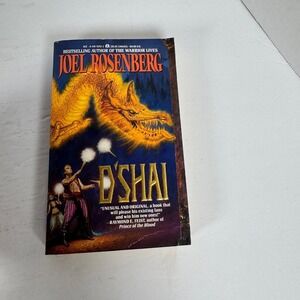 BESTSELLING AUTHOR OF THE WARRIOR LIVES
JOEL ROSENBERG
D'SHAI
"UNUSUAL AND ORIGINAL, a book that
will please his existing fans
and win him new ones!"
—RAYMOND E. FEIST, author of
Prince of the Blood